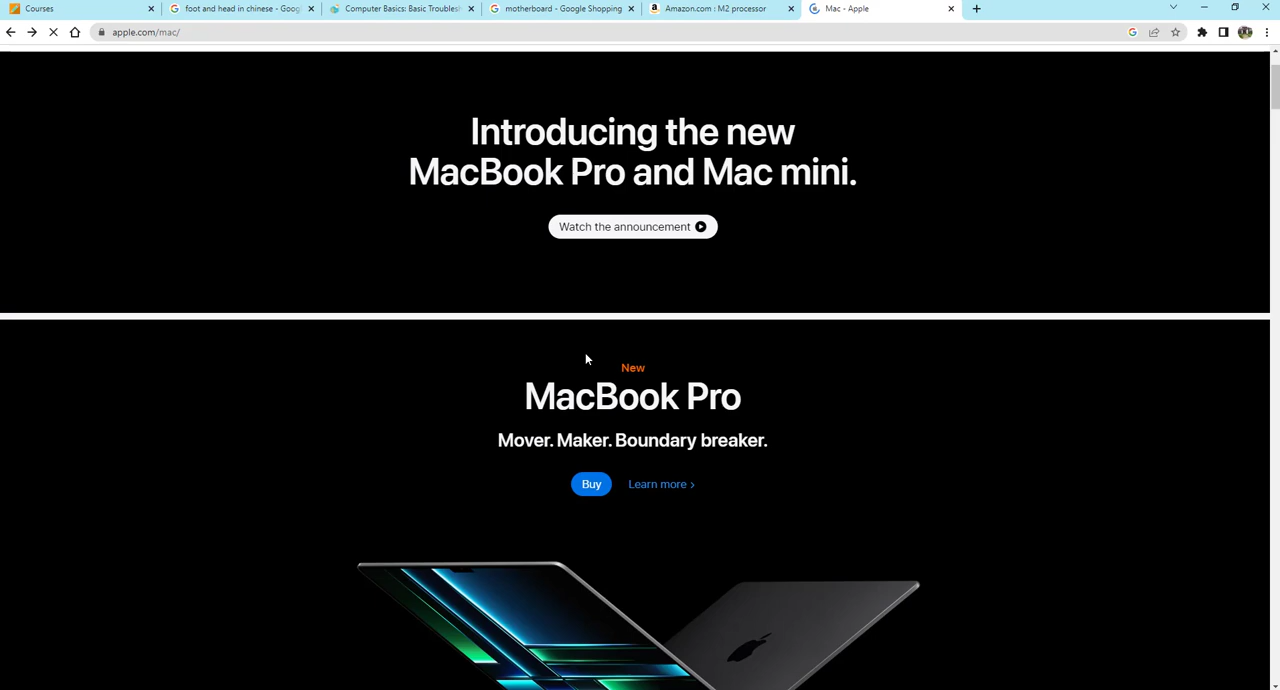 Courses
foot and head in chinese - Goog
Computer Basics: Basic Troublesh
motherboard - Google Shopping
Amazon.com : M2 processor
Mac - Apple
apple.com/mac/
Introducing the new
MacBook Pro and Mac mini.
Watch the announcement
New
MacBook Pro
Mover. Maker. Boundary breaker.
Buy
Learn more ›